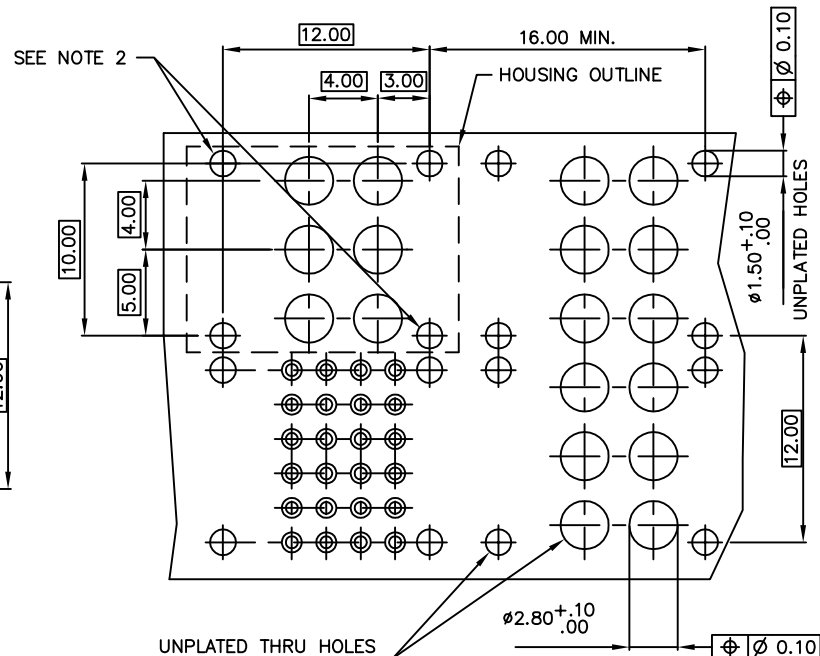 12.00
16.00 MIN.
⌖ Ø 0.10
SEE NOTE 2
4.00
3.00
HOUSING OUTLINE
10.00
4.00
5.00
ø1.50 +.10 .00
UNPLATED HOLES
12.00
ø2.80 +.10 .00
UNPLATED THRU HOLES
⌖ Ø 0.10